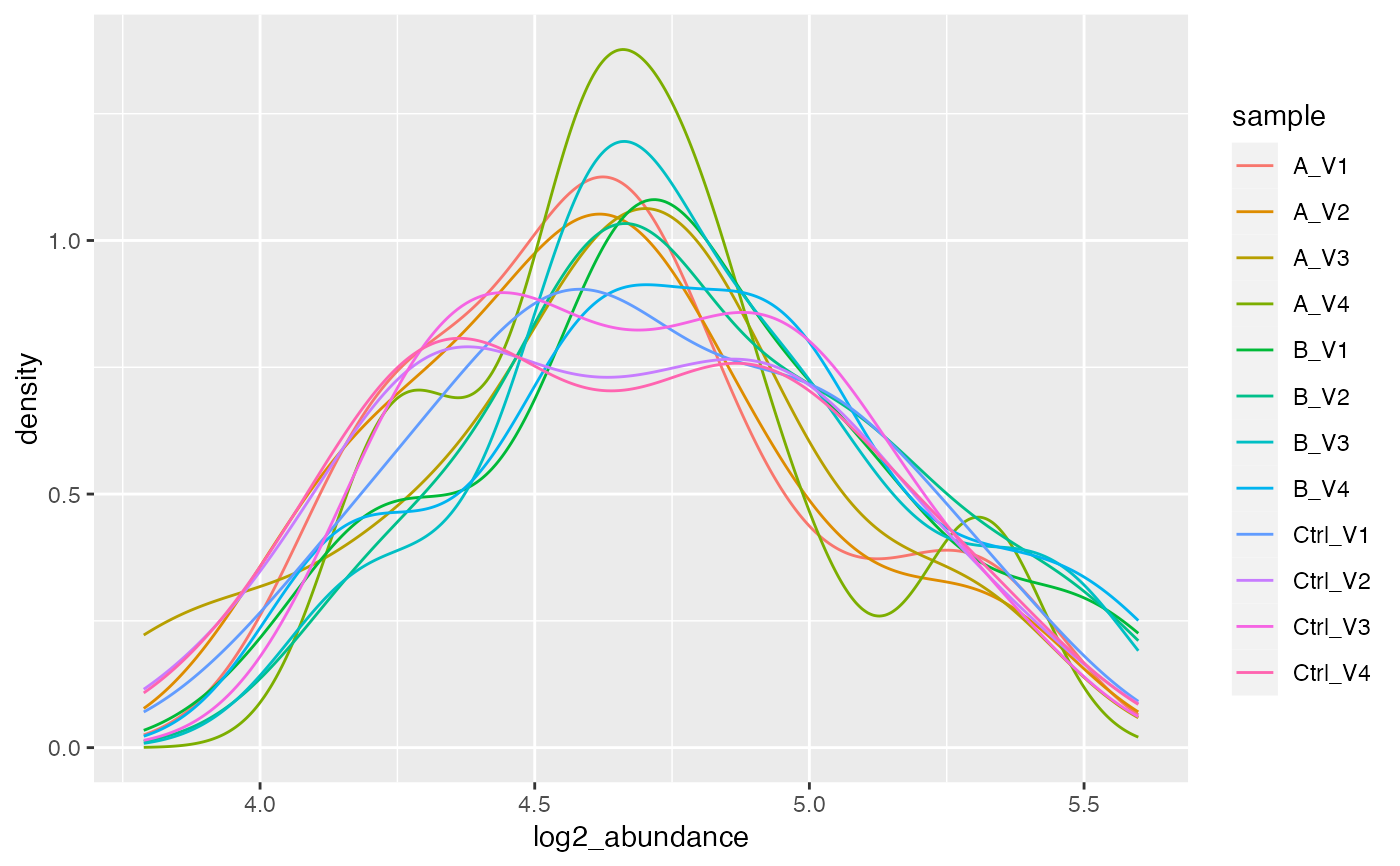 density
1.0
0.5
0.0
4.0
4.5
5.0
5.5
log2_abundance
sample
A_V1
A_V2
A_V3
A_V4
B_V1
B_V2
B_V3
B_V4
Ctrl_V1
Ctrl_V2
Ctrl_V3
Ctrl_V4